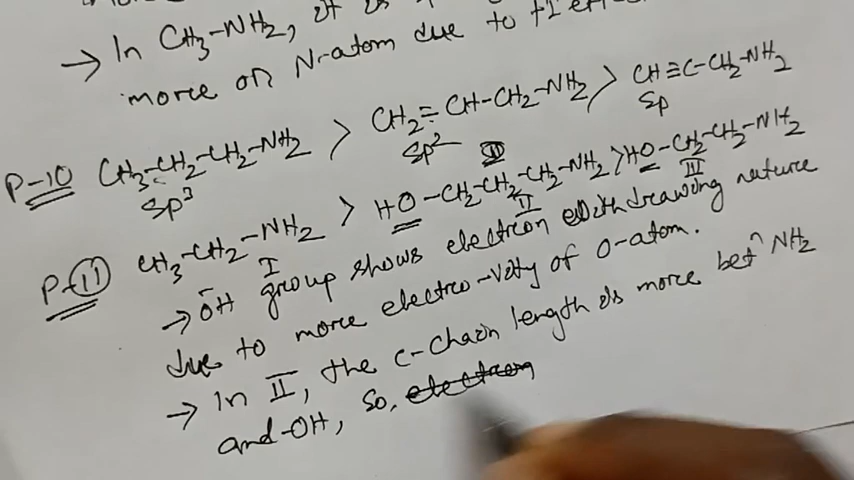 → In CH3-NH2, it is
more on N-atom due to +I effect
P-10 CH3-CH2-CH2-NH2 > CH2=CH-CH2-NH2 > CH≡C-CH2-NH2
Sp3 Sp2 Sp
P-11 CH3-CH2-NH2 > HO-CH2-CH2-CH2-NH2 > HO-CH2-CH2-NH2
I II III
→ ŌH group shows electron withdrawing nature
due to more electro-vity of O-atom.
→ In II, the C-Chain length is more betn NH2
and -OH, So,